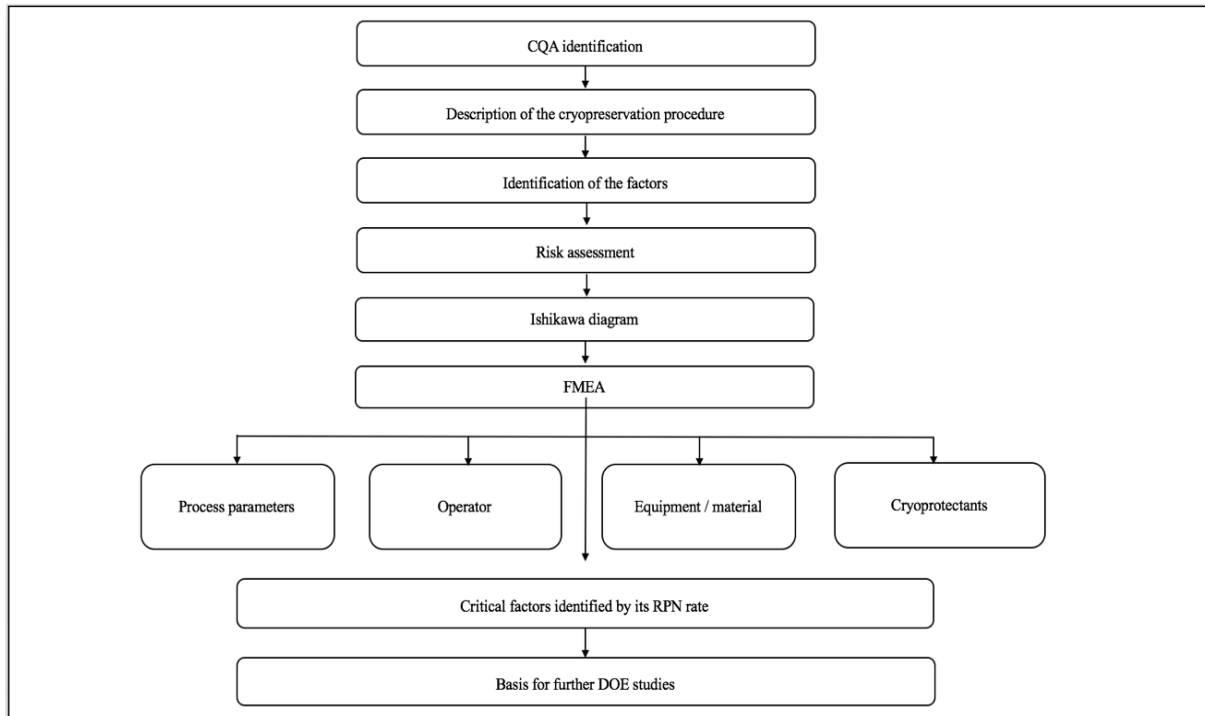 CQA identification
Description of the cryopreservation procedure
Identification of the factors
Risk assessment
Ishikawa diagram
FMEA
Process parameters
Operator
Equipment / material
Cryoprotectants
Critical factors identified by its RPN rate
Basis for further DOE studies